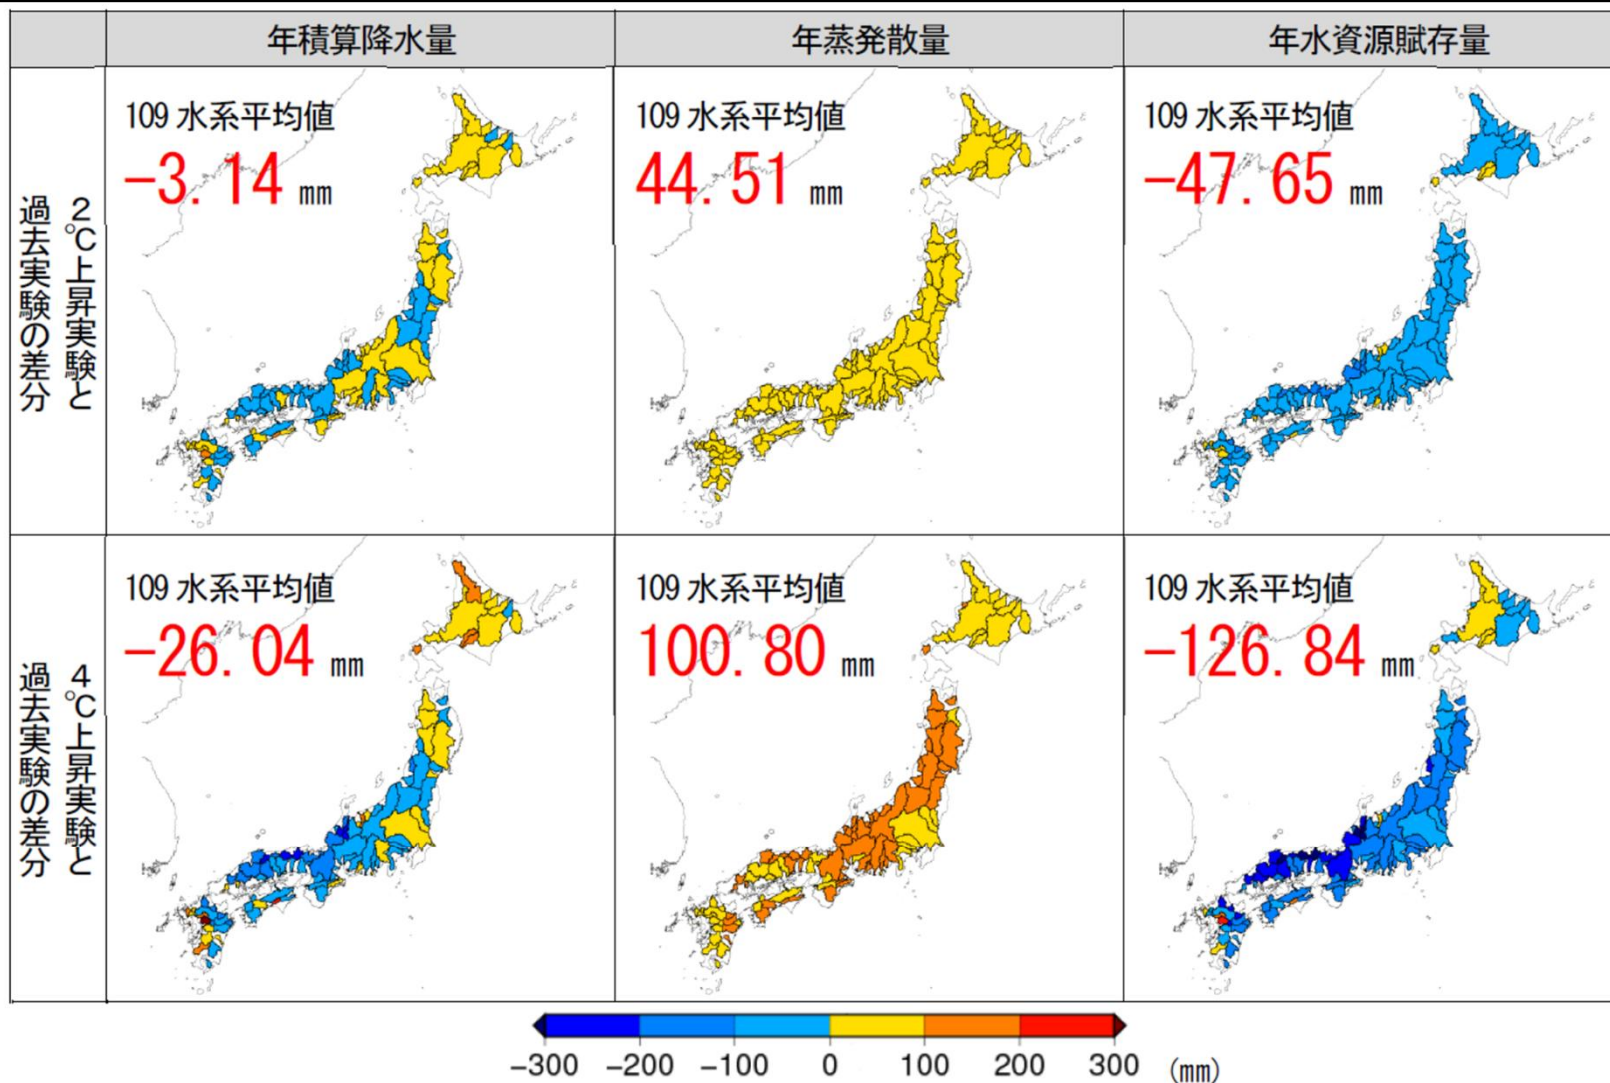 年積算降水量
年蒸発散量
年水資源賦存量
２℃上昇実験と
過去実験の差分
109 水系平均値
-3.14 mm
109 水系平均値
44.51 mm
109 水系平均値
-47.65 mm
４℃上昇実験と
過去実験の差分
109 水系平均値
-26.04 mm
109 水系平均値
100.80 mm
109 水系平均値
-126.84 mm
-300 -200 -100 0 100 200 300 (mm)